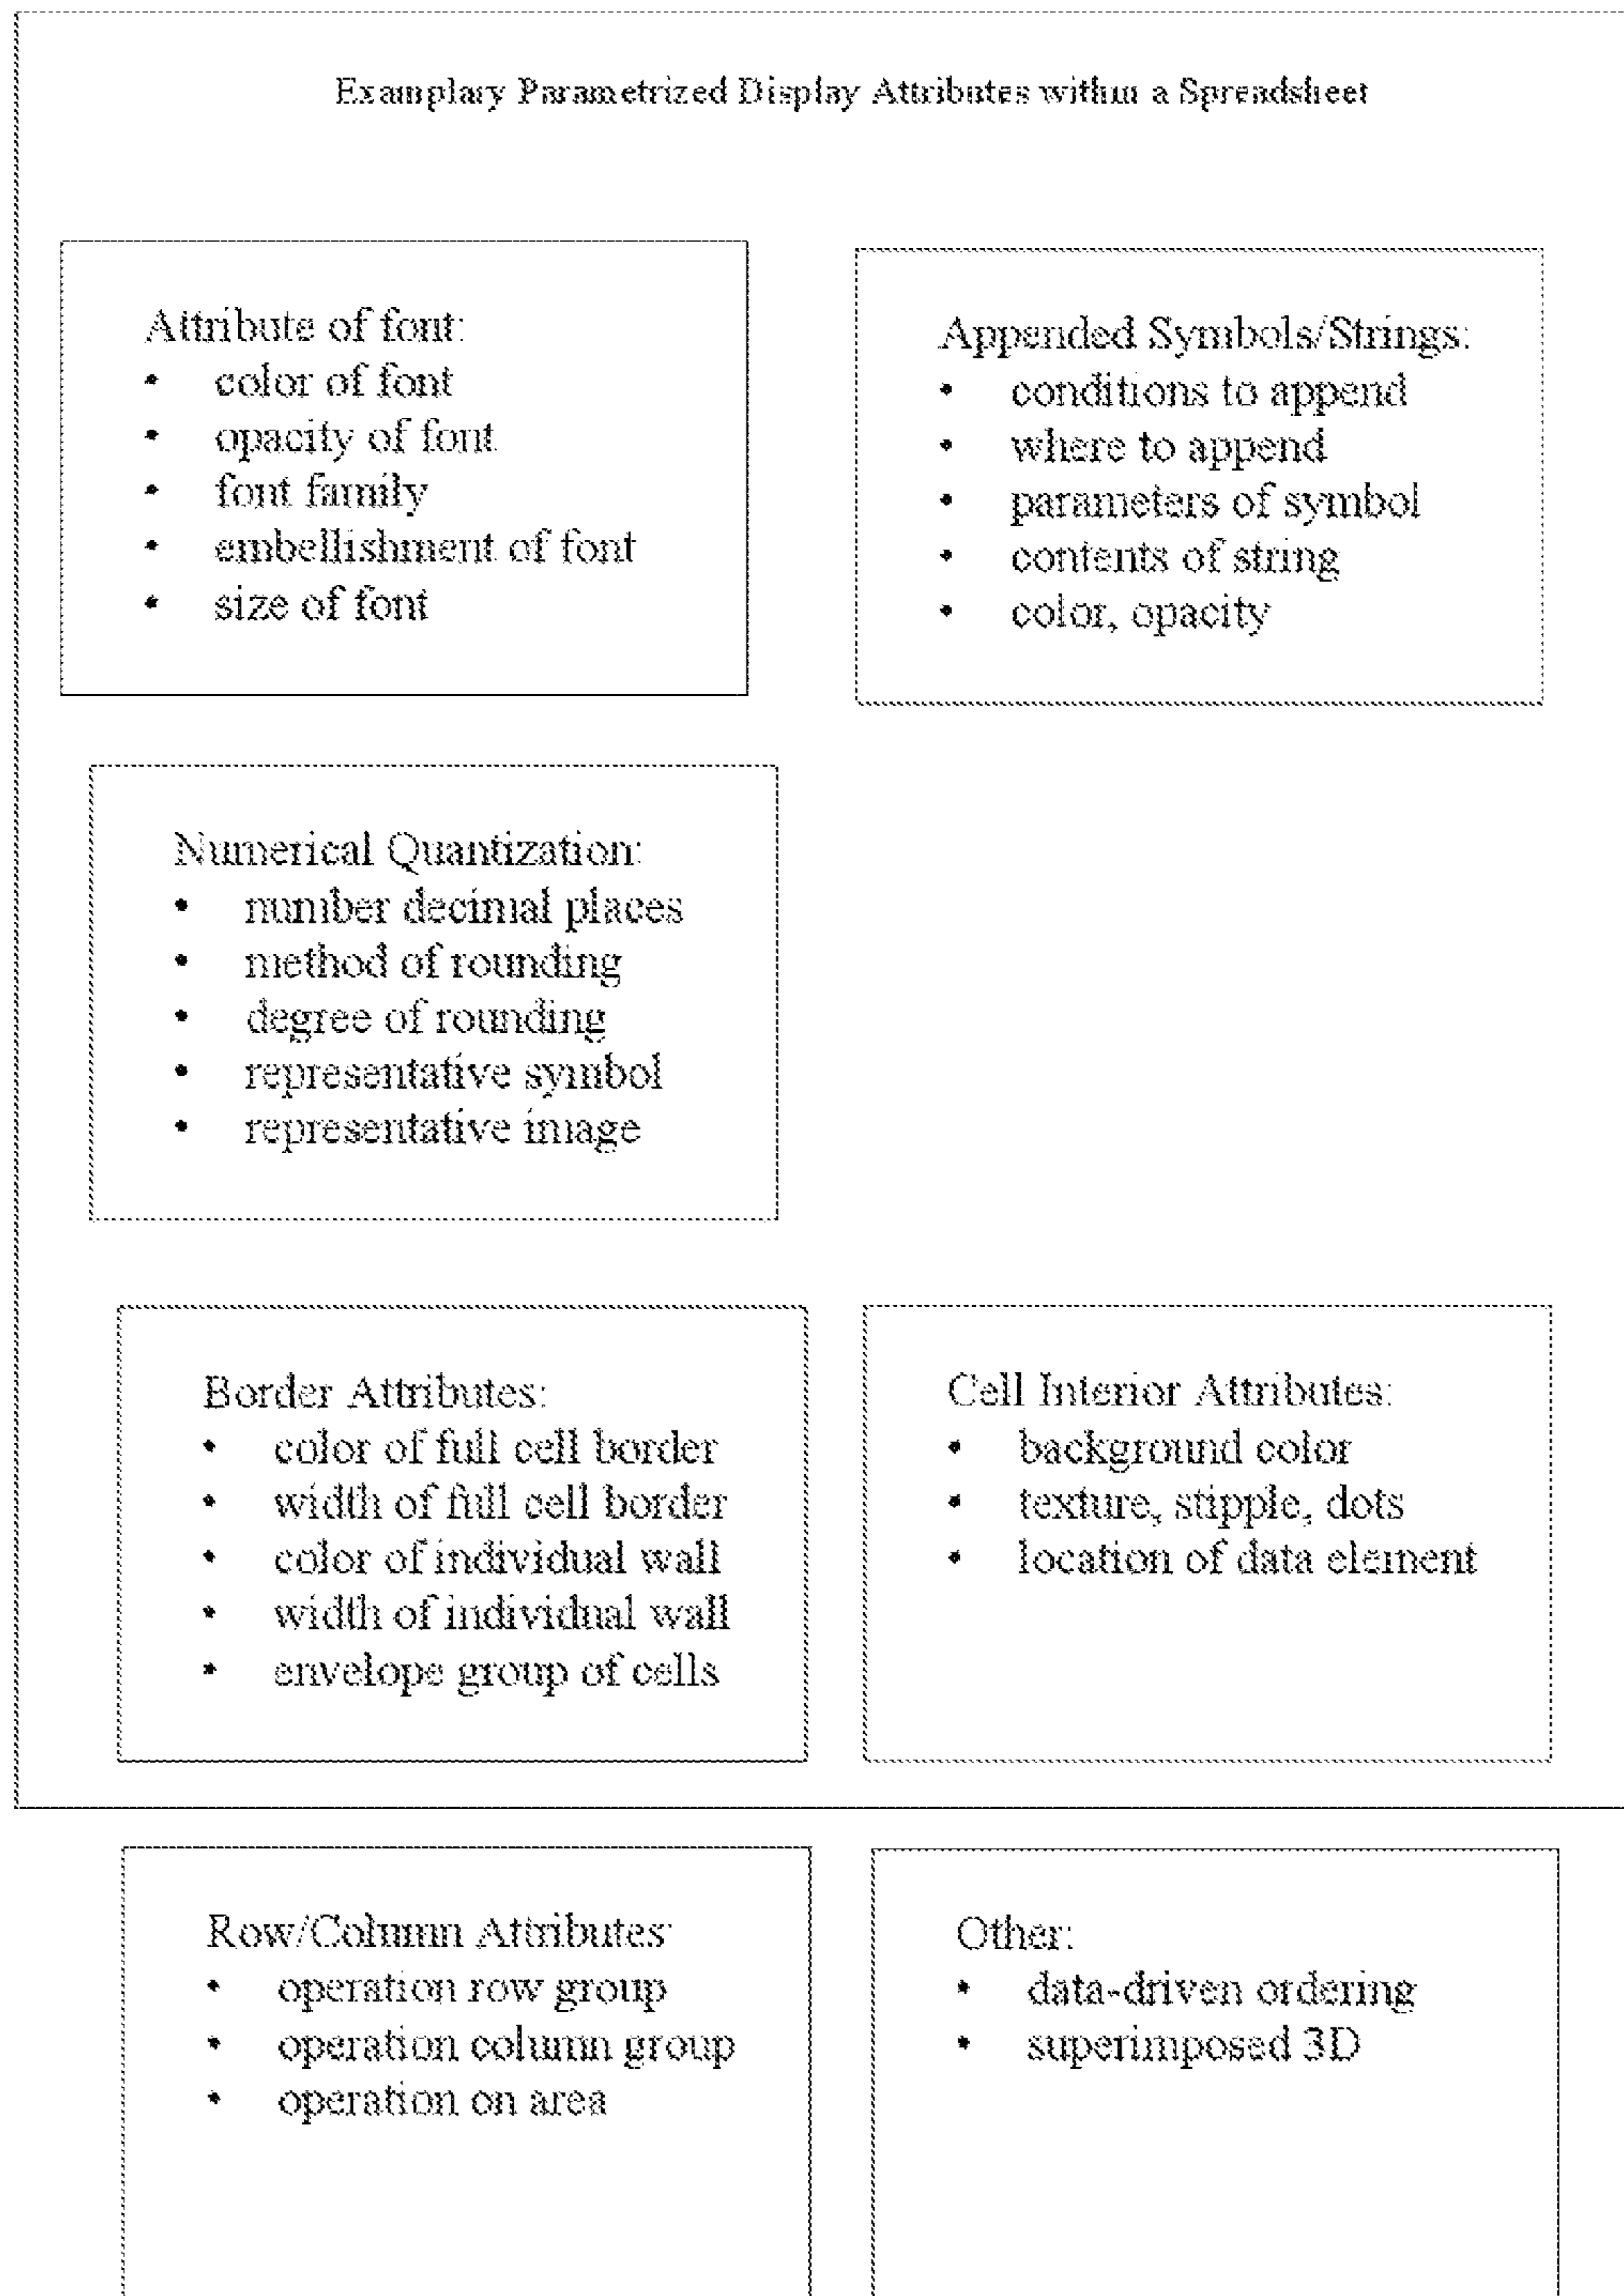 Examplary Parametrized Display Attributes within a Spreadsheet
Attribute of font:
• color of font
• opacity of font
• font family
• embellishment of font
• size of font
Appended Symbols/Strings:
• conditions to append
• where to append
• parameters of symbol
• contents of string
• color, opacity
Numerical Quantization:
• number decimal places
• method of rounding
• degree of rounding
• representative symbol
• representative image
Border Attributes:
• color of full cell border
• width of full cell border
• color of individual wall
• width of individual wall
• envelope group of cells
Cell Interior Attributes:
• background color
• texture, stipple, dots
• location of data element
Row/Column Attributes:
• operation row group
• operation column group
• operation on area
Other:
• data-driven ordering
• superimposed 3D